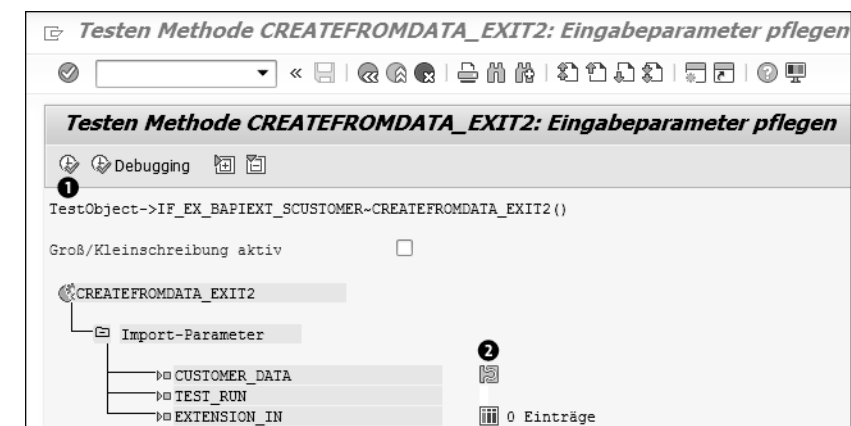 Testen Methode CREATEFROMDATA_EXIT2: Eingabeparameter pflegen
Testen Methode CREATEFROMDATA_EXIT2: Eingabeparameter pflegen
Debugging
1
TestObject->IF_EX_BAPIEXT_SCUSTOMER~CREATEFROMDATA_EXIT2()
Groß/Kleinschreibung aktiv
CREATEFROMDATA_EXIT2
Import-Parameter
2
CUSTOMER_DATA
TEST_RUN
EXTENSION_IN 0 Einträge